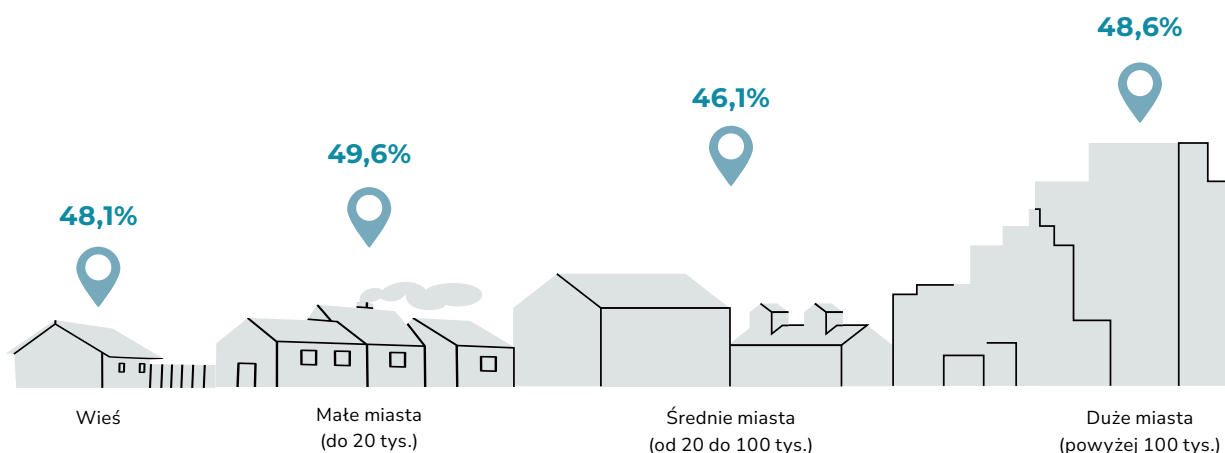 48,1%
49,6%
46,1%
48,6%
Wieś
Małe miasta
(do 20 tys.)
Średnie miasta
(od 20 do 100 tys.)
Duże miasta
(powyżej 100 tys.)